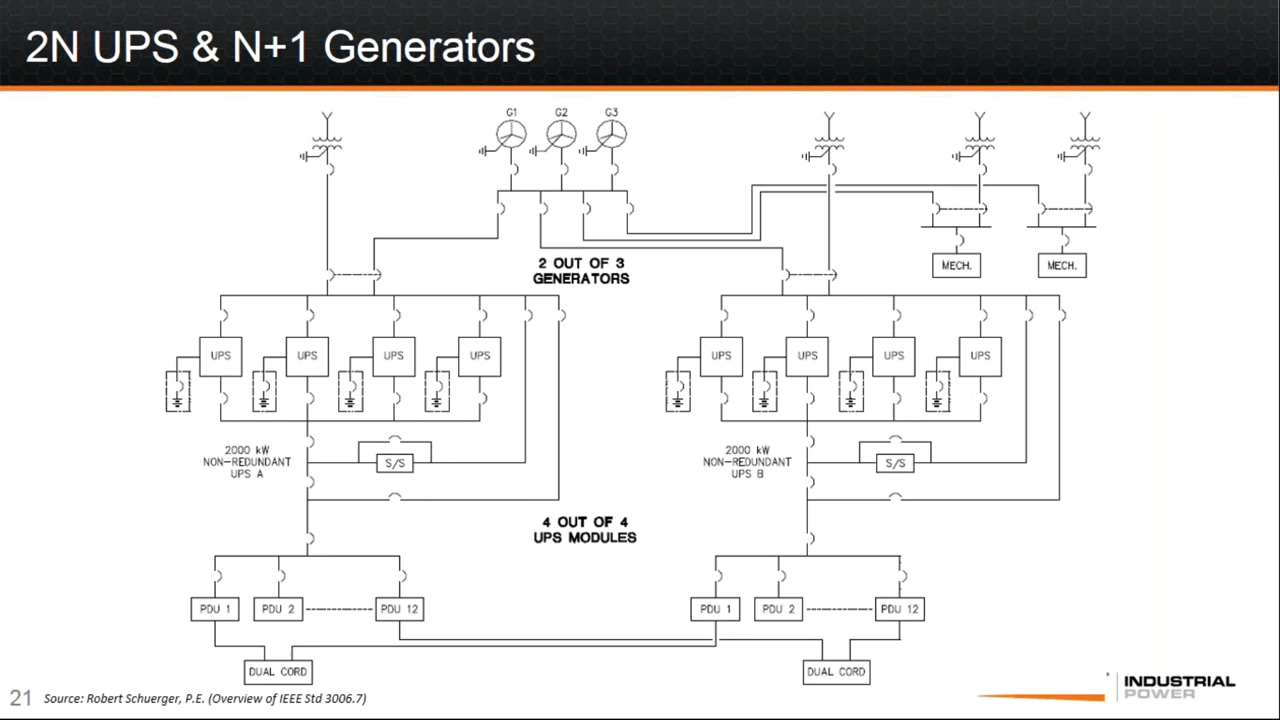 2N UPS & N+1 Generators
G1 G2 G3
2 OUT OF 3
GENERATORS
MECH. MECH.
UPS UPS UPS UPS UPS UPS UPS UPS
2000 kW
NON-REDUNDANT
UPS A
S/S
2000 kW
NON-REDUNDANT
UPS B
S/S
4 OUT OF 4
UPS MODULES
PDU 1 PDU 2 PDU 12 PDU 1 PDU 2 PDU 12
DUAL CORD DUAL CORD
21 Source: Robert Schuerger, P.E. (Overview of IEEE Std 3006.7)
INDUSTRIAL
POWER